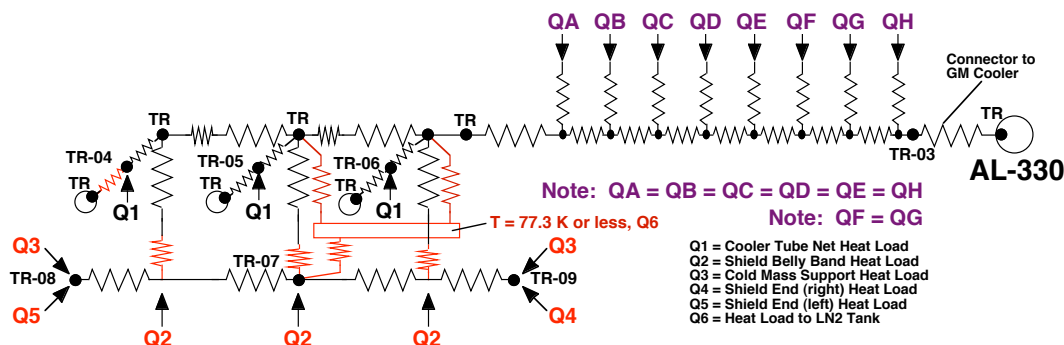 QA QB QC QD QE QF QG QH
Connector to
GM Cooler
TR TR TR TR
TR-04 TR-05 TR-06 TR-03
TR TR TR
AL-330
Q1 Q1 Q1
Note: QA = QB = QC = QD = QE = QH
Note: QF = QG
T = 77.3 K or less, Q6
Q3 Q3
TR-08 TR-07 TR-09
Q5 Q4
Q2 Q2 Q2
Q1 = Cooler Tube Net Heat Load
Q2 = Shield Belly Band Heat Load
Q3 = Cold Mass Support Heat Load
Q4 = Shield End (right) Heat Load
Q5 = Shield End (left) Heat Load
Q6 = Heat Load to LN2 Tank